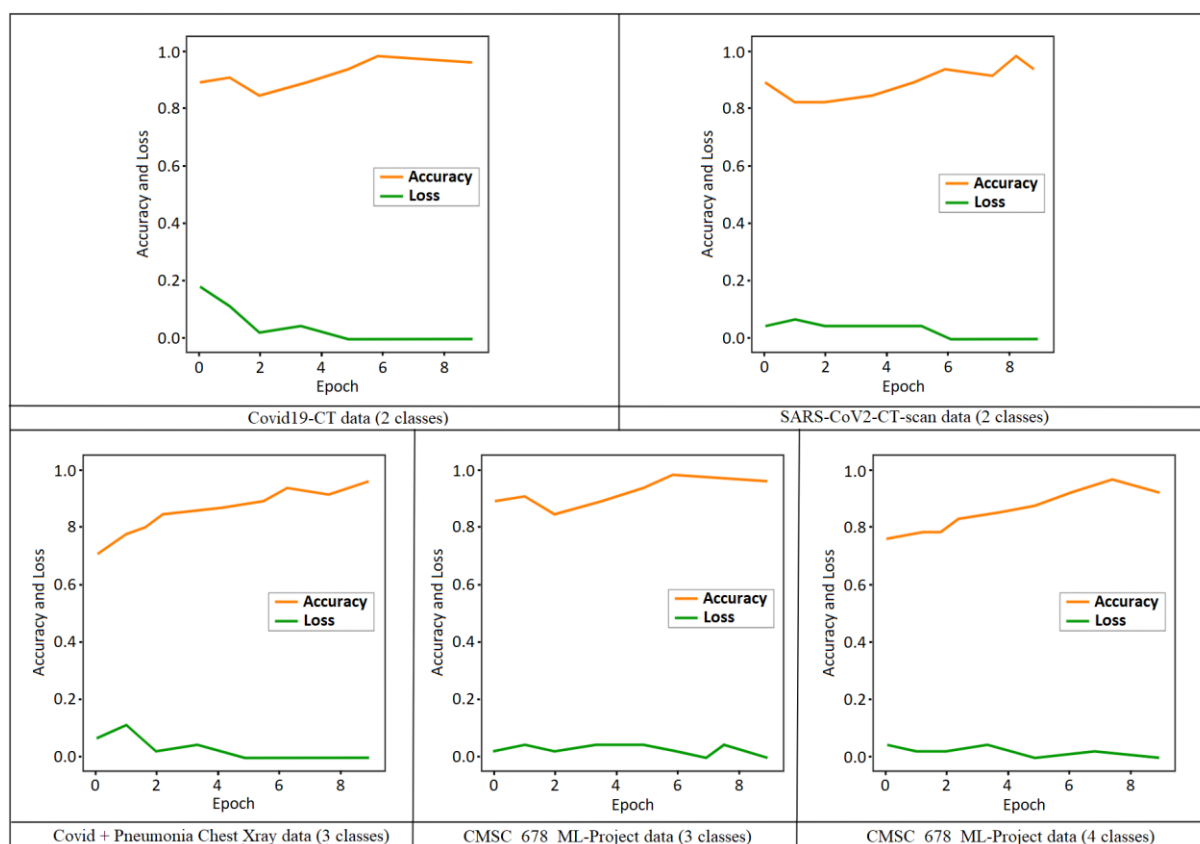 1.0
0.8
0.6
0.4
0.2
0.0
Accuracy and Loss
Accuracy
Loss
0 2 4 6 8
Epoch
Covid19-CT data (2 classes)
1.0
0.8
0.6
0.4
0.2
0.0
Accuracy and Loss
Accuracy
Loss
0 2 4 6 8
Epoch
SARS-CoV2-CT-scan data (2 classes)
1.0
0.8
0.6
0.4
0.2
0.0
Accuracy and Loss
Accuracy
Loss
0 2 4 6 8
Epoch
Covid + Pneumonia Chest Xray data (3 classes)
1.0
0.8
0.6
0.4
0.2
0.0
Accuracy and Loss
Accuracy
Loss
0 2 4 6 8
Epoch
CMSC_678_ML-Project data (3 classes)
1.0
0.8
0.6
0.4
0.2
0.0
Accuracy and Loss
Accuracy
Loss
0 2 4 6 8
Epoch
CMSC_678_ML-Project data (4 classes)